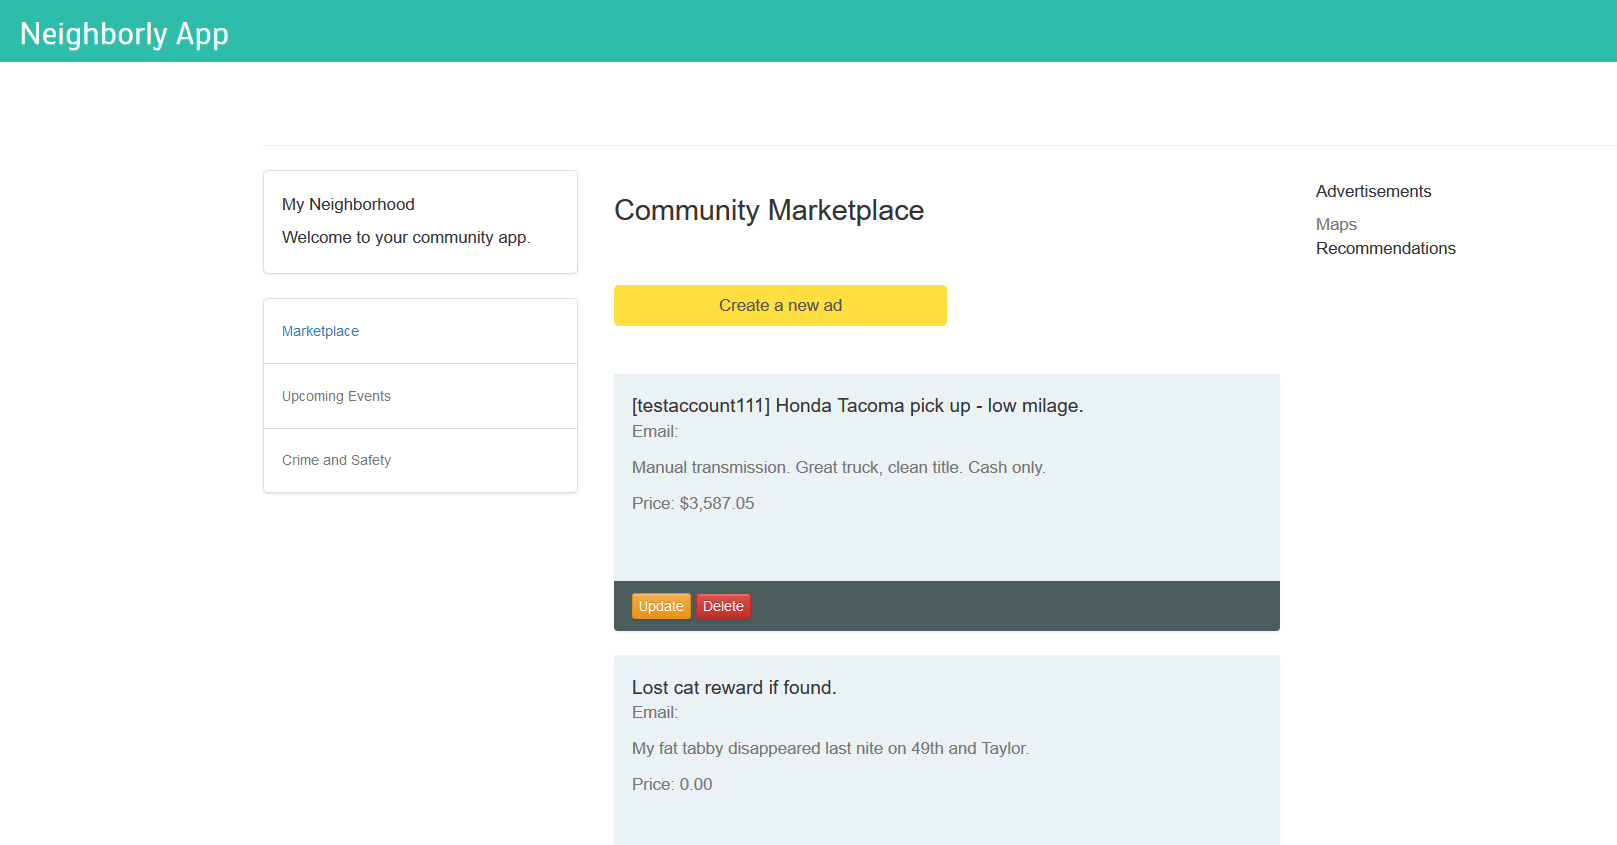 Neighborly App
My Neighborhood
Welcome to your community app.
Marketplace
Upcoming Events
Crime and Safety
Community Marketplace
Create a new ad
[testaccount111] Honda Tacoma pick up - low milage.
Email:
Manual transmission. Great truck, clean title. Cash only.
Price: $3,587.05
Update Delete
Lost cat reward if found.
Email:
My fat tabby disappeared last nite on 49th and Taylor.
Price: 0.00
Advertisements
Maps
Recommendations